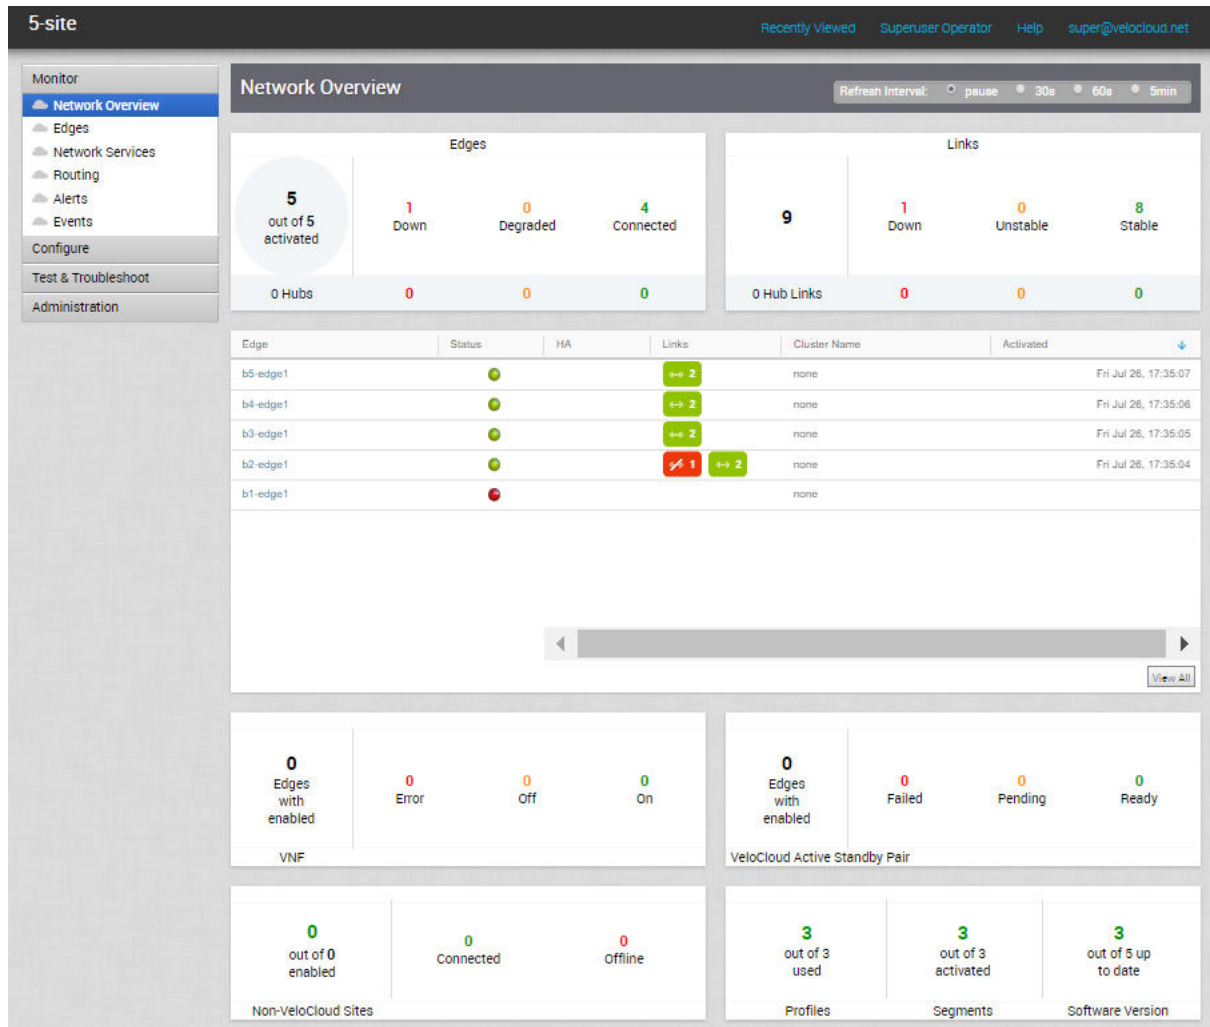 5-site
Recently Viewed Superuser Operator Help super@velocloud.net
Monitor
Network Overview
Edges
Network Services
Routing
Alerts
Events
Configure
Test & Troubleshoot
Administration
Network Overview
Refresh Interval: pause 30s 60s 5min
Edges
5
out of 5
activated
1
Down
0
Degraded
4
Connected
0 Hubs 0 0 0
Links
9
1
Down
0
Unstable
8
Stable
0 Hub Links 0 0 0
Edge Status HA Links Cluster Name Activated
b5-edge1 2 none Fri Jul 26, 17:35:07
b4-edge1 2 none Fri Jul 26, 17:35:06
b3-edge1 2 none Fri Jul 26, 17:35:05
b2-edge1 1 2 none Fri Jul 26, 17:35:04
b1-edge1 none
View All
0
Edges
with
enabled
0
Error
0
Off
0
On
VNF
0
Edges
with
enabled
0
Failed
0
Pending
0
Ready
VeloCloud Active Standby Pair
0
out of 0
enabled
0
Connected
0
Offline
Non-VeloCloud Sites
3
out of 3
used
Profiles
3
out of 3
activated
Segments
3
out of 5 up
to date
Software Version